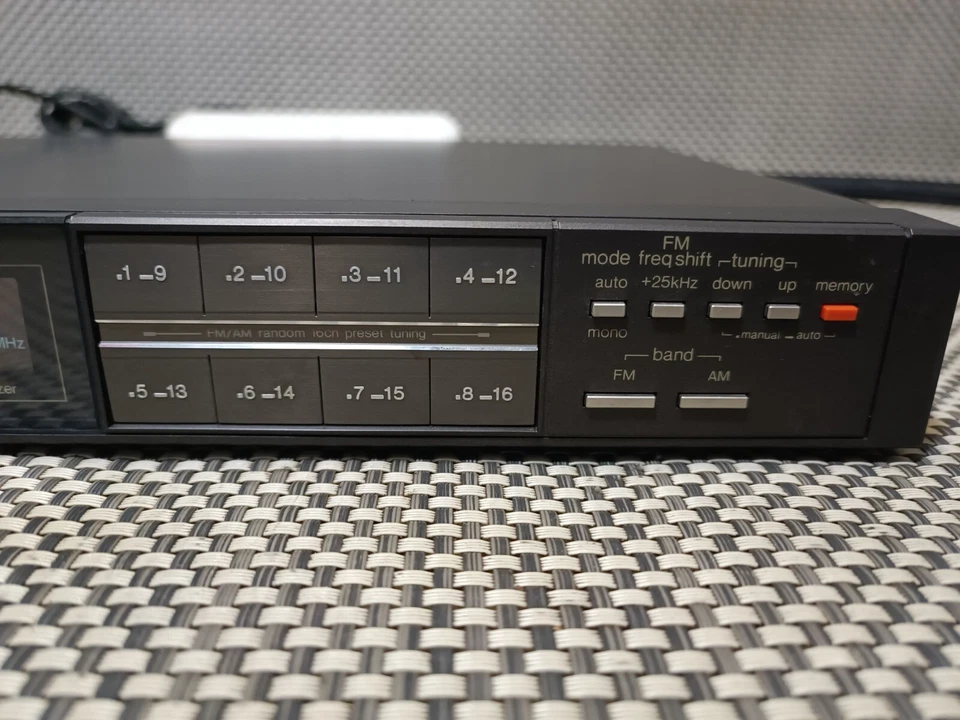 .1 –9
.2 –10
.3 –11
.4 –12
FM/AM random 16ch preset tuning
.5 –13
.6 –14
.7 –15
.8 –16
MHz
zer
FM
mode freq shift tuning
auto +25kHz down up memory
mono
. manual – auto
band
FM AM